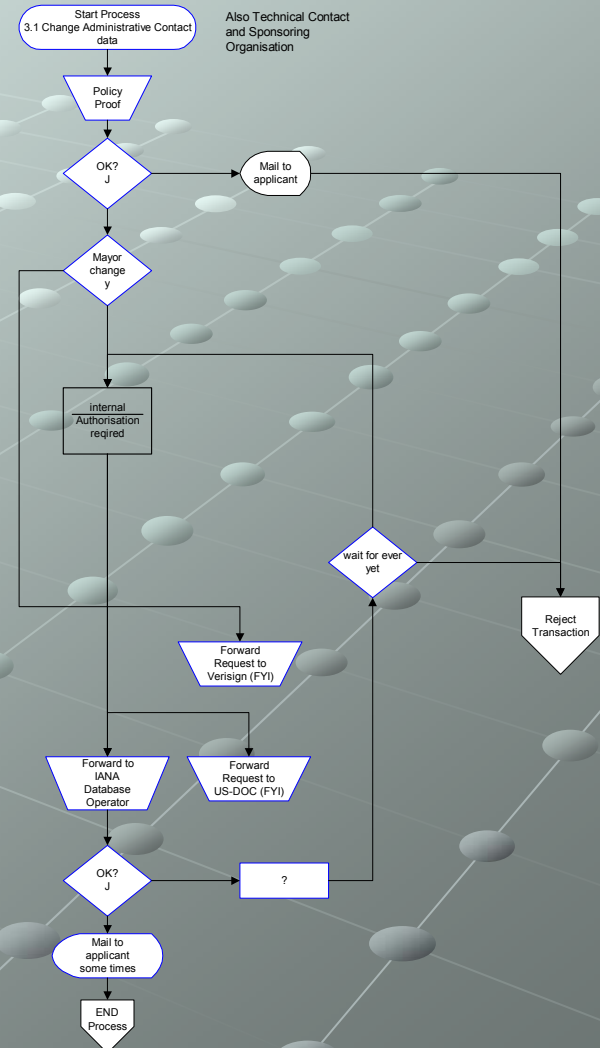 Start Process
3.1 Change Administrative Contact
data
Also Technical Contact
and Sponsoring
Organisation
Policy
Proof
OK?
J
Mail to
applicant
Mayor
change
y
internal
Authorisation
reqired
wait for ever
yet
Reject
Transaction
Forward
Request to
Verisign (FYI)
Forward to
IANA
Database
Operator
Forward
Request to
US-DOC (FYI)
OK?
J
?
Mail to
applicant
some times
END
Process